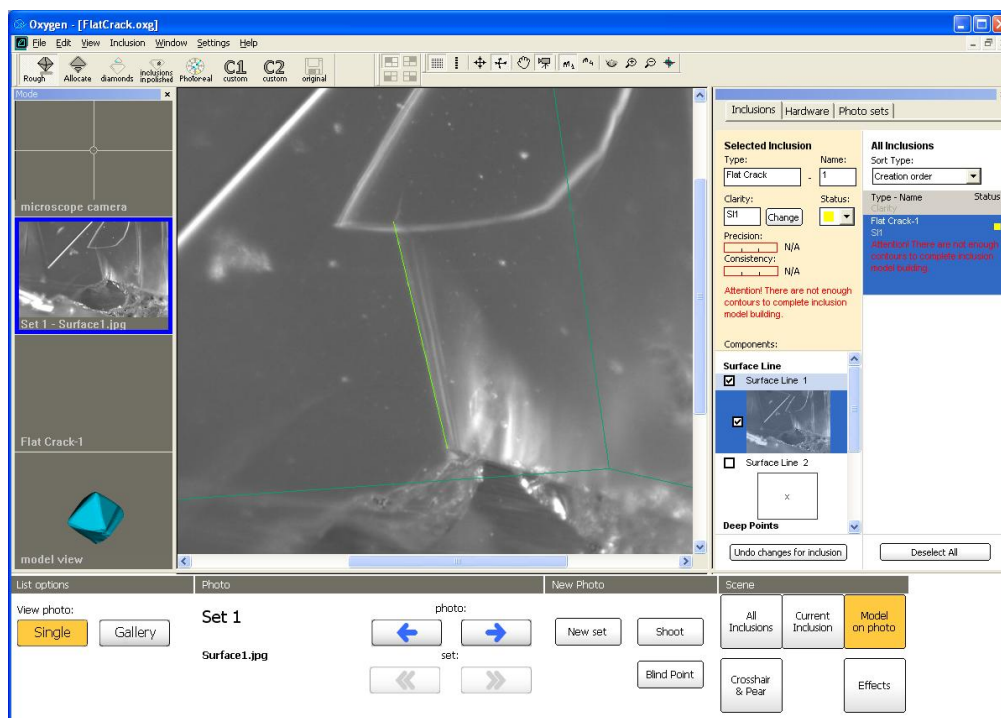 Oxygen - [FlatCrack.oxg]
File Edit View Inclusion Window Settings Help
Rough
Allocate
diamonds
inclusions in polished
Photoreal
C1 custom
C2 custom
original
Mode
microscope camera
Set 1 - Surface1.jpg
Flat Crack-1
model view
Inclusions
Hardware
Photo sets
Selected Inclusion
Type:
Name:
Flat Crack
-
1
Clarity:
Status:
SI1
Change
Precision:
N/A
Consistency:
N/A
Attention! There are not enough
contours to complete inclusion
model building.
Components:
Surface Line
Surface Line 1
Surface Line 2
x
Deep Points
Undo changes for inclusion
All Inclusions
Sort Type:
Creation order
Type - Name
Status
Clarity
Flat Crack-1
SI1
Attention! There are not enough
contours to complete inclusion
model building.
Deselect All
List options
View photo:
Single
Gallery
Photo
Set 1
Surface1.jpg
photo:
set:
New Photo
New set
Shoot
Blind Point
Scene
All
Inclusions
Current
Inclusion
Model
on photo
Crosshair
& Pear
Effects